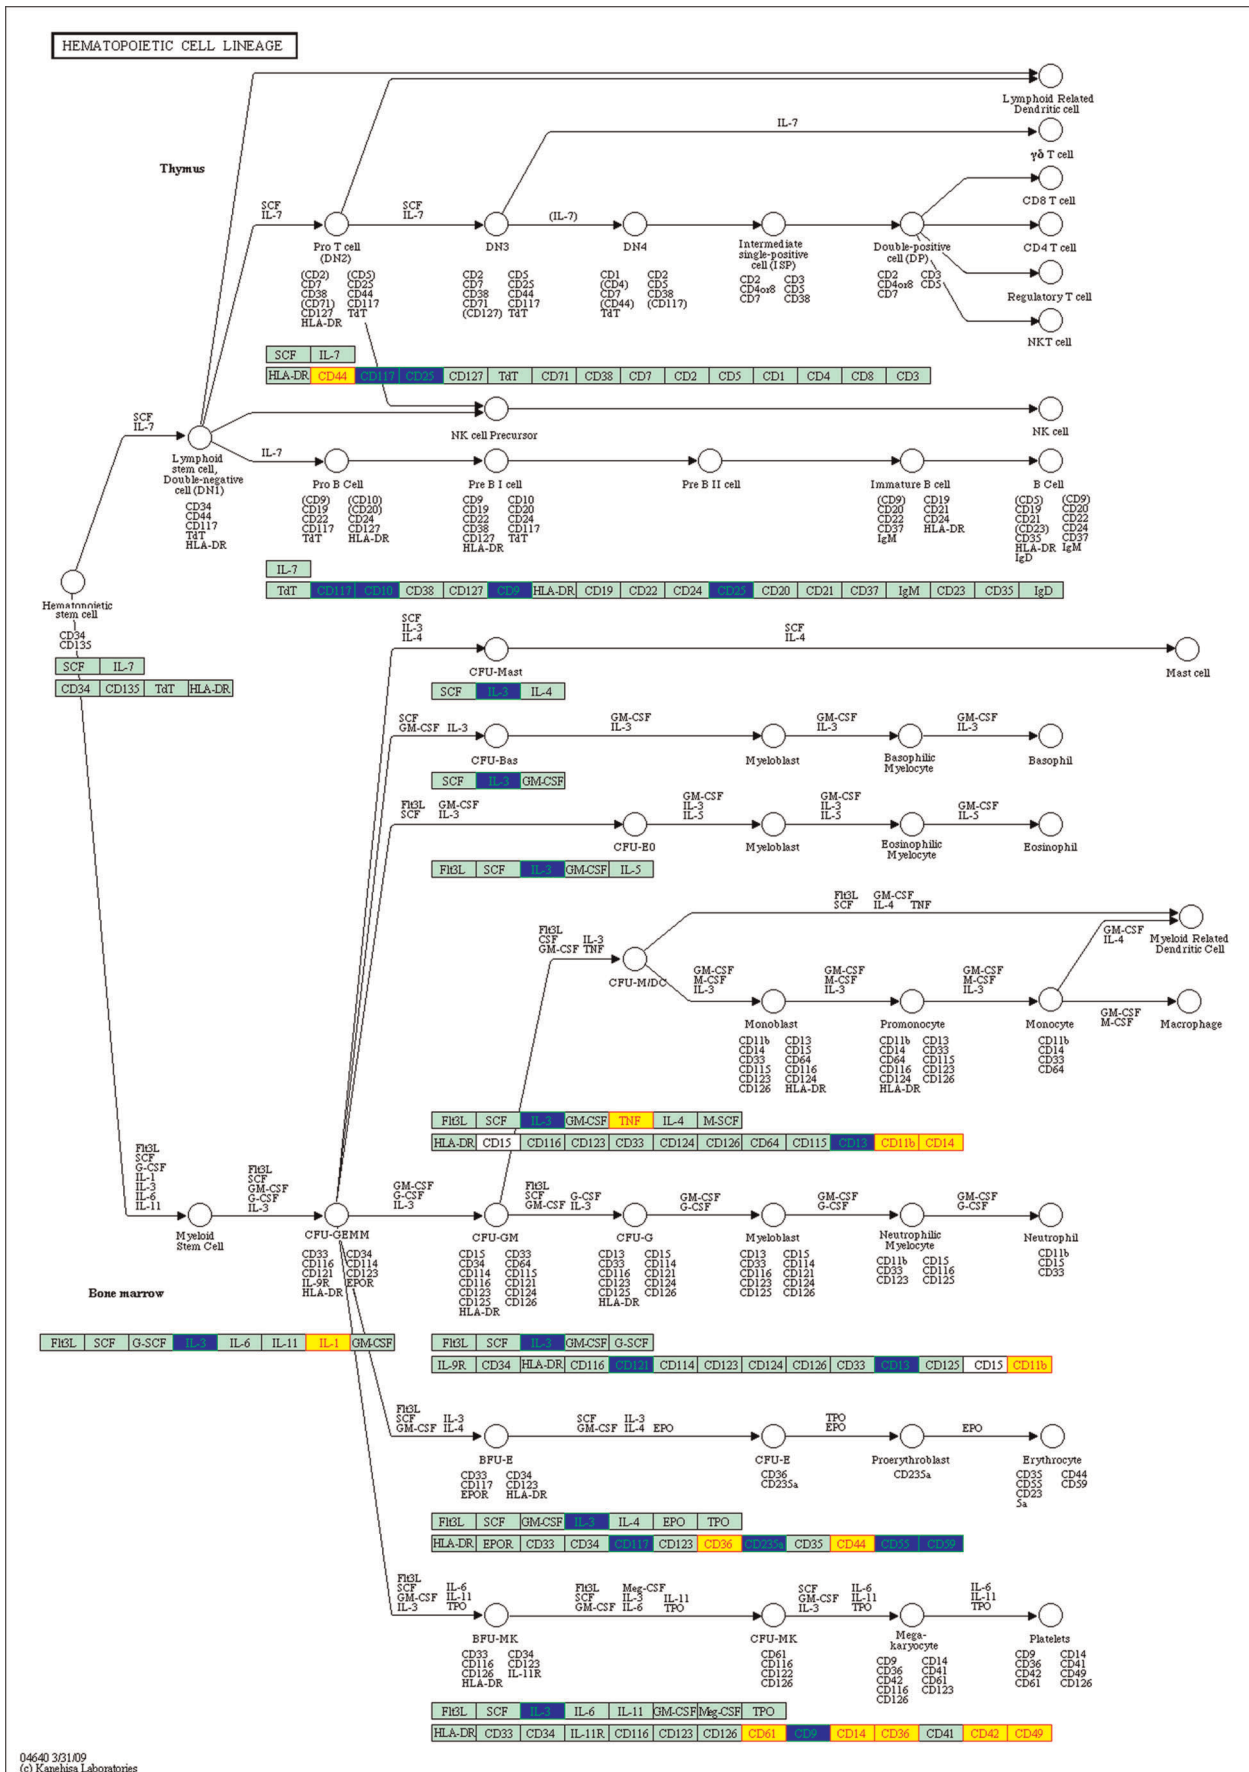 HEMATOPOIETIC CELL LINEAGE
Lymphoid Related
Dendritic cell
IL-7
γδ T cell
Thymus
CD8 T cell
SCF
IL-7
SCF
IL-7
(IL-7)
Pro T cell
(DN2)
DN3
DN4
Intermediate
single-positive
cell (ISP)
Double-positive
cell (DP)
CD4 T cell
Regulatory T cell
NKT cell
(CD2) (CD5)
CD7 CD25
CD38 CD44
(CD71) CD117
CD127 TdT
HLA-DR
CD2 CD5
CD7 CD25
CD38 CD44
CD71 CD117
(CD127) TdT
CD1 CD2
(CD4) CD5
CD7 CD38
(CD44) (CD117)
TdT
CD2 CD3
CD4or8 CD5
CD7 CD38
CD2 CD3
CD4or8 CD5
CD7
SCF IL-7
HLA-DR CD44 CD117 CD25 CD127 TdT CD71 CD38 CD7 CD2 CD5 CD1 CD4 CD8 CD3
SCF
IL-7
NK cell Precursor
NK cell
Lymphoid
stem cell,
Double-negative
cell (DN1)
CD34
CD44
CD117
TdT
HLA-DR
IL-7
Pro B Cell
Pre B I cell
Pre B II cell
Immature B cell
B Cell
(CD9) (CD10)
CD19 (CD20)
CD22 CD24
CD117 CD127
TdT HLA-DR
CD9 CD10
CD19 CD20
CD22 CD24
CD38 CD117
CD127 TdT
HLA-DR
(CD9) CD19
CD20 CD21
CD22 CD24
CD37 HLA-DR
IgM
(CD5) (CD9)
CD19 CD20
CD21 CD22
(CD23) CD24
CD35 CD37
HLA-DR IgM
IgD
IL-7
TdT CD117 CD10 CD38 CD127 CD9 HLA-DR CD19 CD22 CD24 CD25 CD20 CD21 CD37 IgM CD23 CD35 IgD
Hematopoietic
stem cell
CD34
CD135
SCF IL-7
CD34 CD135 TdT HLA-DR
SCF
IL-3
IL-4
SCF
IL-4
CFU-Mast
Mast cell
SCF IL-3 IL-4
SCF
GM-CSF IL-3
GM-CSF
IL-3
GM-CSF
IL-3
GM-CSF
IL-3
CFU-Bas
Myeloblast
Basophilic
Myelocyte
Basophil
SCF IL-3 GM-CSF
Flt3L GM-CSF
SCF IL-3
GM-CSF
IL-3
IL-5
GM-CSF
IL-3
IL-5
GM-CSF
IL-5
CFU-E0
Myeloblast
Eosinophilic
Myelocyte
Eosinophil
Flt3L SCF IL-3 GM-CSF IL-5
Flt3L GM-CSF
SCF IL-4 TNF
Flt3L
CSF IL-3
GM-CSF TNF
CFU-M/DC
GM-CSF
IL-4
Myeloid Related
Dendritic Cell
GM-CSF
M-CSF
IL-3
GM-CSF
M-CSF
IL-3
GM-CSF
M-CSF
IL-3
GM-CSF
M-CSF
Monoblast
Promonocyte
Monocyte
Macrophage
CD11b CD13
CD14 CD15
CD33 CD64
CD115 CD116
CD123 CD124
CD126 HLA-DR
CD11b CD13
CD14 CD33
CD64 CD115
CD116 CD123
CD124 CD126
HLA-DR
CD11b
CD14
CD33
CD64
Flt3L SCF IL-3 GM-CSF TNF IL-4 M-SCF
HLA-DR CD15 CD116 CD123 CD33 CD124 CD126 CD64 CD115 CD13 CD11b CD14
Flt3L
SCF
G-CSF
IL-1
IL-3
IL-6
IL-11
Flt3L
SCF
GM-CSF
G-CSF
IL-3
GM-CSF
G-CSF
IL-3
Flt3L
SCF G-CSF
GM-CSF IL-3
GM-CSF
G-CSF
GM-CSF
G-CSF
GM-CSF
G-CSF
Myeloid
Stem Cell
CFU-GEMM
CFU-GM
CFU-G
Myeloblast
Neutrophilic
Myelocyte
Neutrophil
CD33 CD34
CD116 CD114
CD121 CD123
IL-9R EPOR
HLA-DR
CD15 CD33
CD34 CD64
CD114 CD115
CD116 CD121
CD123 CD124
CD125 CD126
HLA-DR
CD13 CD15
CD33 CD114
CD116 CD121
CD123 CD124
CD125 CD126
HLA-DR
CD13 CD15
CD33 CD114
CD116 CD121
CD123 CD124
CD125 CD126
CD11b CD15
CD33 CD116
CD123 CD125
CD11b
CD15
CD33
Bone marrow
Flt3L SCF G-SCF IL-3 IL-6 IL-11 IL-1 GM-CSF
Flt3L SCF IL-3 GM-CSF G-SCF
IL-9R CD34 HLA-DR CD116 CD121 CD114 CD123 CD124 CD126 CD33 CD13 CD125 CD15 CD11b
Flt3L
SCF IL-3
GM-CSF IL-4
SCF IL-3
GM-CSF IL-4 EPO
TPO
EPO
EPO
BFU-E
CFU-E
Proerythroblast
Erythrocyte
CD33 CD34
CD117 CD123
EPOR HLA-DR
CD36
CD235a
CD235a
CD35 CD44
CD55 CD59
CD23
5a
Flt3L SCF GM-CSF IL-3 IL-4 EPO TPO
HLA-DR EPOR CD33 CD34 CD117 CD123 CD36 CD235a CD35 CD44 CD55 CD59
Flt3L
SCF IL-6
GM-CSF IL-11
IL-3 TPO
Flt3L Meg-CSF
SCF IL-3 IL-11
GM-CSF IL-6 TPO
SCF IL-6
GM-CSF IL-11
IL-3 TPO
IL-6
IL-11
TPO
BFU-MK
CFU-MK
Mega-
karyocyte
Platelets
CD33 CD34
CD116 CD123
CD126 IL-11R
HLA-DR
CD61
CD116
CD122
CD126
CD9 CD14
CD36 CD41
CD42 CD61
CD116 CD123
CD126
CD9 CD14
CD36 CD41
CD42 CD49
CD61 CD126
Flt3L SCF IL-3 IL-6 IL-11 GM-CSF Meg-CSF TPO
HLA-DR CD33 CD34 IL-11R CD116 CD123 CD126 CD61 CD9 CD14 CD36 CD41 CD42 CD49
04640 3/31/09
(c) Kanehisa Laboratories